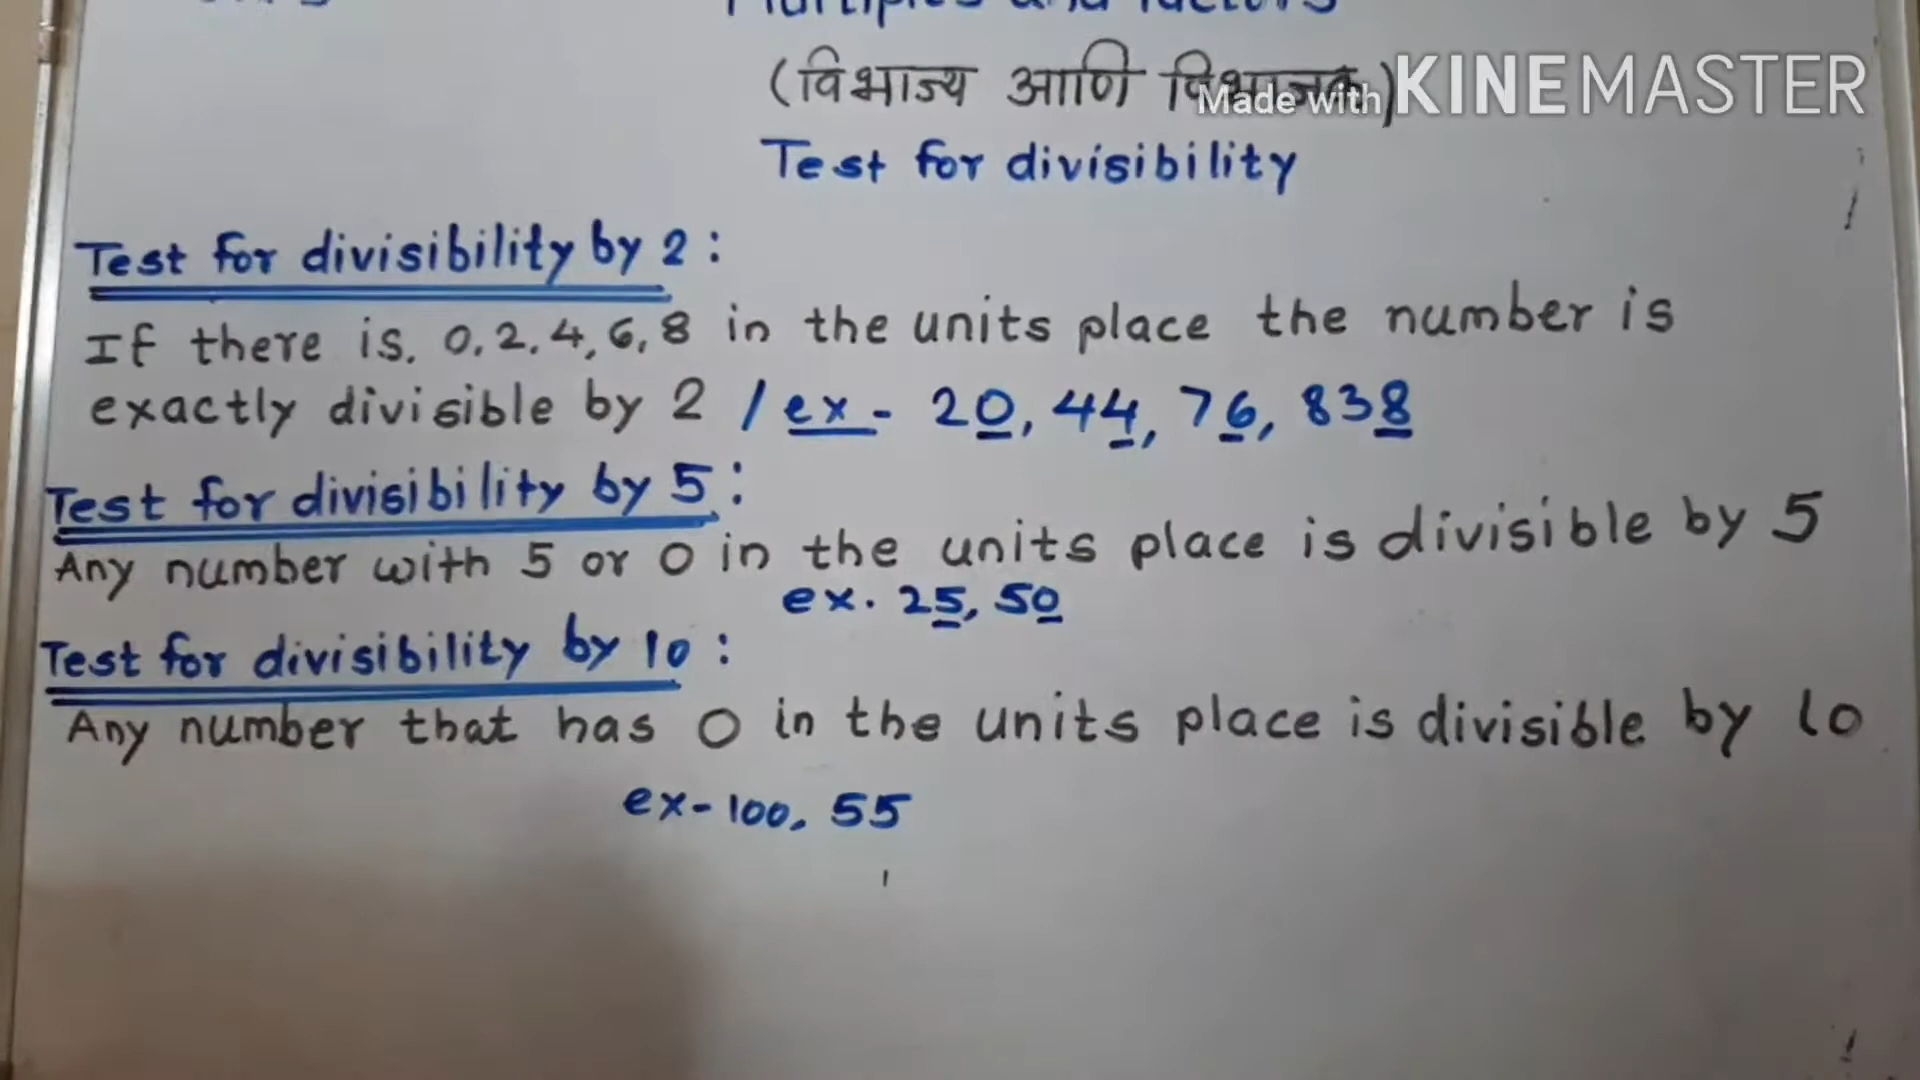 Multiples and factors
(विभाज्य आणि विभाजक)
Made with KINEMASTER
Test for divisibility
Test for divisibility by 2 :
If there is. 0,2,4,6,8 in the units place the number is
exactly divisible by 2 / ex - 20, 44, 76, 838
Test for divisibility by 5 :
Any number with 5 or 0 in the units place is divisible by 5
ex. 25, 50
Test for divisibility by 10 :
Any number that has 0 in the units place is divisible by 10
ex- 100, 55